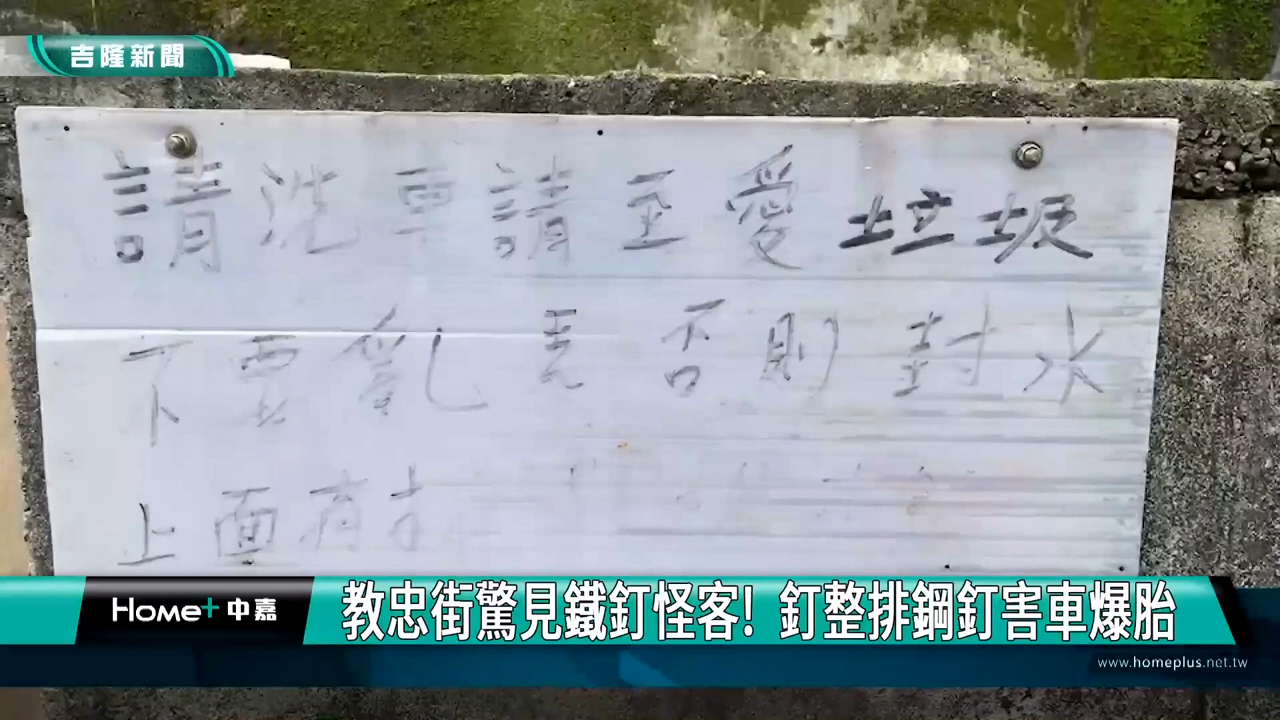 吉隆新聞
請洗車請至愛垃圾
不要亂丟否則封水
上面有
Home+中嘉
教忠街驚見鐵釘怪客! 釘整排鋼釘害車爆胎
www.homeplus.net.tw